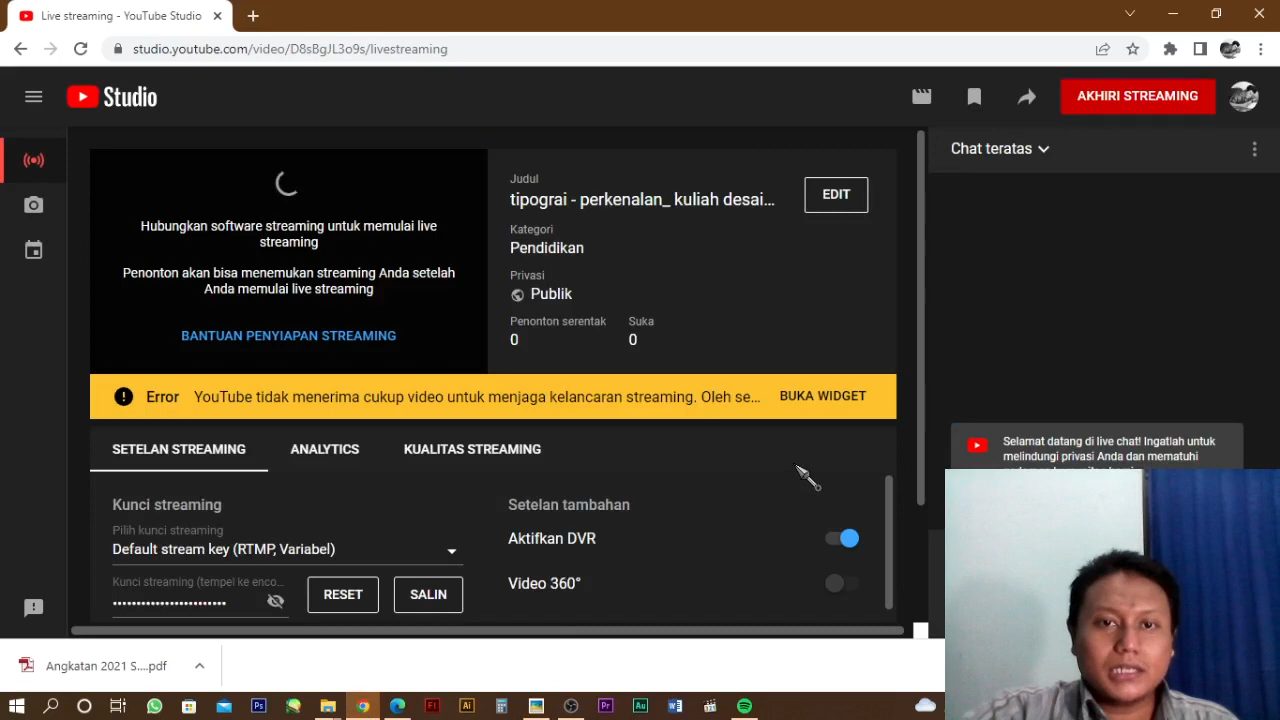 Live streaming - YouTube Studio
studio.youtube.com/video/D8sBgJL3o9s/livestreaming
Studio
AKHIRI STREAMING
Hubungkan software streaming untuk memulai live
streaming
Penonton akan bisa menemukan streaming Anda setelah
Anda memulai live streaming
BANTUAN PENYIAPAN STREAMING
Judul
tipograi - perkenalan_ kuliah desai...
EDIT
Kategori
Pendidikan
Privasi
Publik
Penonton serentak
Suka
0
0
Error YouTube tidak menerima cukup video untuk menjaga kelancaran streaming. Oleh se... BUKA WIDGET
SETELAN STREAMING ANALYTICS KUALITAS STREAMING
Kunci streaming
Pilih kunci streaming
Default stream key (RTMP, Variabel)
Kunci streaming (tempel ke enco...
RESET
SALIN
Setelan tambahan
Aktifkan DVR
Video 360°
Chat teratas
Selamat datang di live chat! Ingatlah untuk
melindungi privasi Anda dan mematuhi
Angkatan 2021 S....pdf
Ps
Fl
Ai
Pr
Au